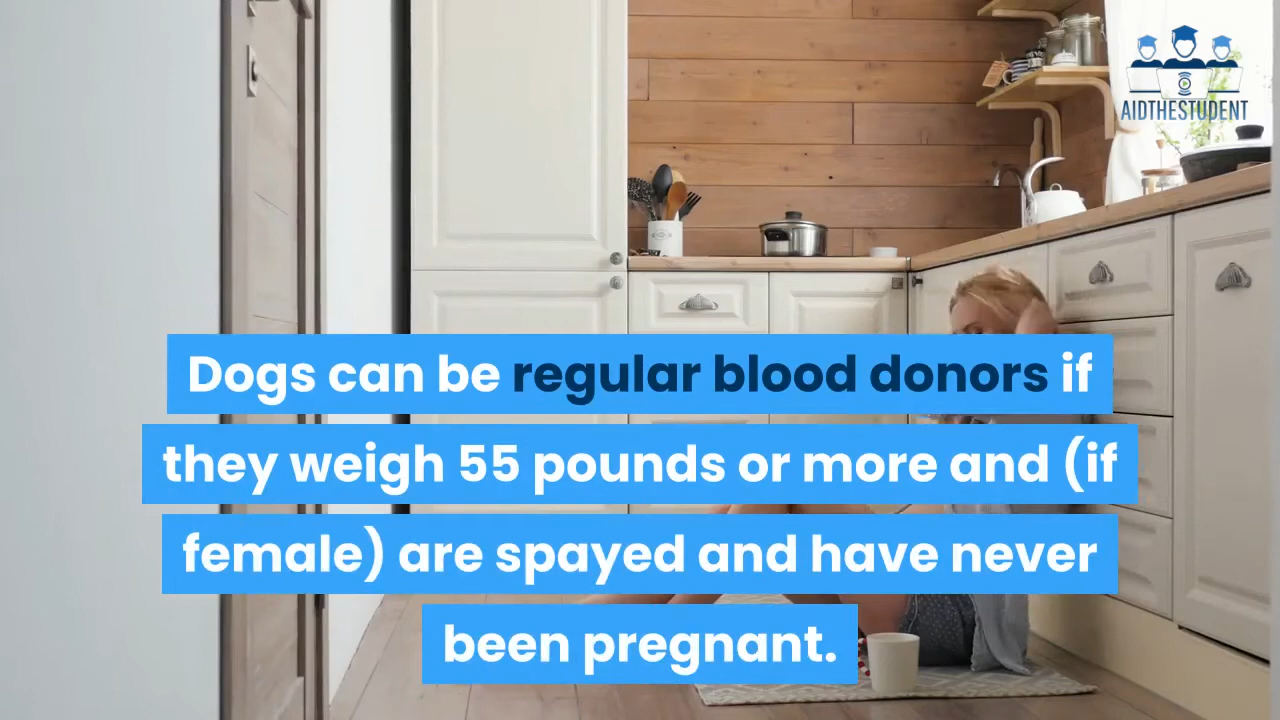 AIDTHESTUDENT
Dogs can be regular blood donors if
they weigh 55 pounds or more and (if
female) are spayed and have never
been pregnant.